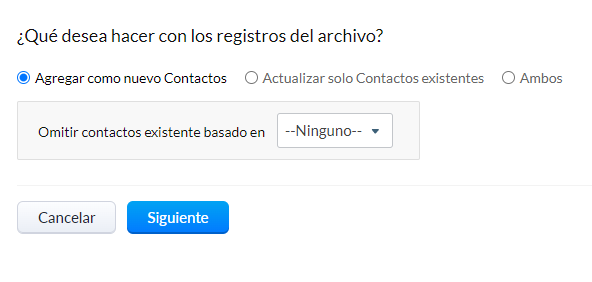 ¿Qué desea hacer con los registros del archivo?
Agregar como nuevo Contactos Actualizar solo Contactos existentes Ambos
Omitir contactos existente basado en --Ninguno--
Cancelar Siguiente